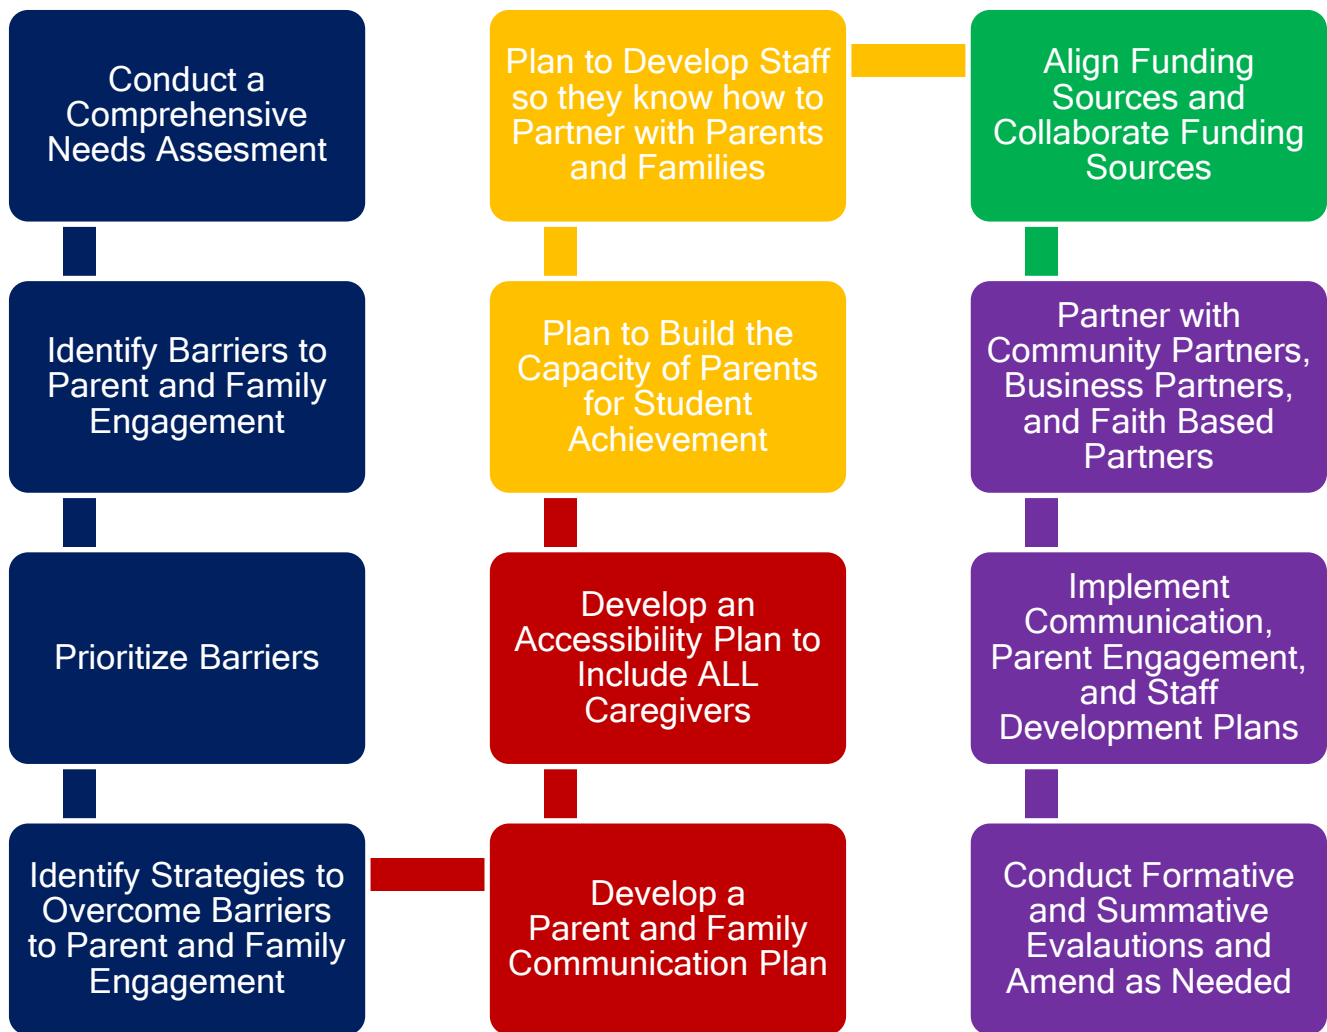 Conduct a
Comprehensive
Needs Assesment
Identify Barriers to
Parent and Family
Engagement
Prioritize Barriers
Identify Strategies to
Overcome Barriers
to Parent and Family
Engagement
Develop a
Parent and Family
Communication Plan
Develop an
Accessibility Plan to
Include ALL
Caregivers
Plan to Build the
Capacity of Parents
for Student
Achievement
Plan to Develop Staff
so they know how to
Partner with Parents
and Families
Align Funding
Sources and
Collaborate Funding
Sources
Partner with
Community Partners,
Business Partners,
and Faith Based
Partners
Implement
Communication,
Parent Engagement,
and Staff
Development Plans
Conduct Formative
and Summative
Evalautions and
Amend as Needed